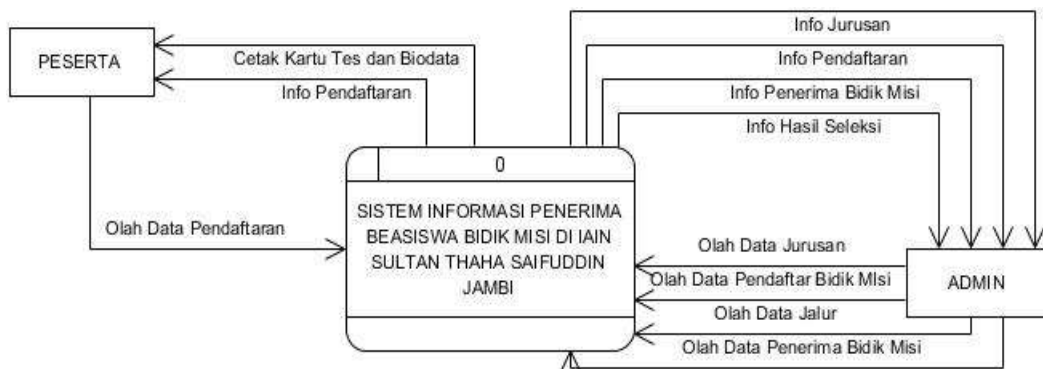 Info Jurusan
PESERTA
Cetak Kartu Tes dan Biodata
Info Pendaftaran
Info Pendaftaran
Info Penerima Bidik Misi
Info Hasil Seleksi
0
SISTEM INFORMASI PENERIMA
BEASISWA BIDIK MISI DI IAIN
SULTAN THAHA SAIFUDDIN
JAMBI
Olah Data Pendaftaran
Olah Data Jurusan
Olah Data Pendaftar Bidik MIsi
Olah Data Jalur
Olah Data Penerima Bidik Misi
ADMIN